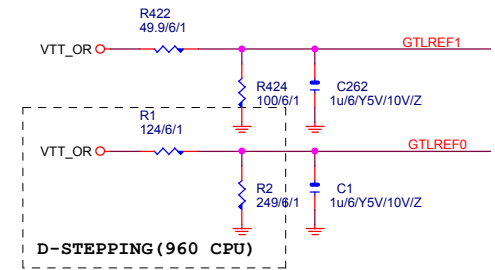 R422
49.9/6/1
VTT_OR
GTLREF1
R424
100/6/1
C262
1u/6/Y5V/10V/Z
R1
124/6/1
VTT_OR
GTLREF0
R2
249/6/1
C1
1u/6/Y5V/10V/Z
D-STEPPING(960 CPU)